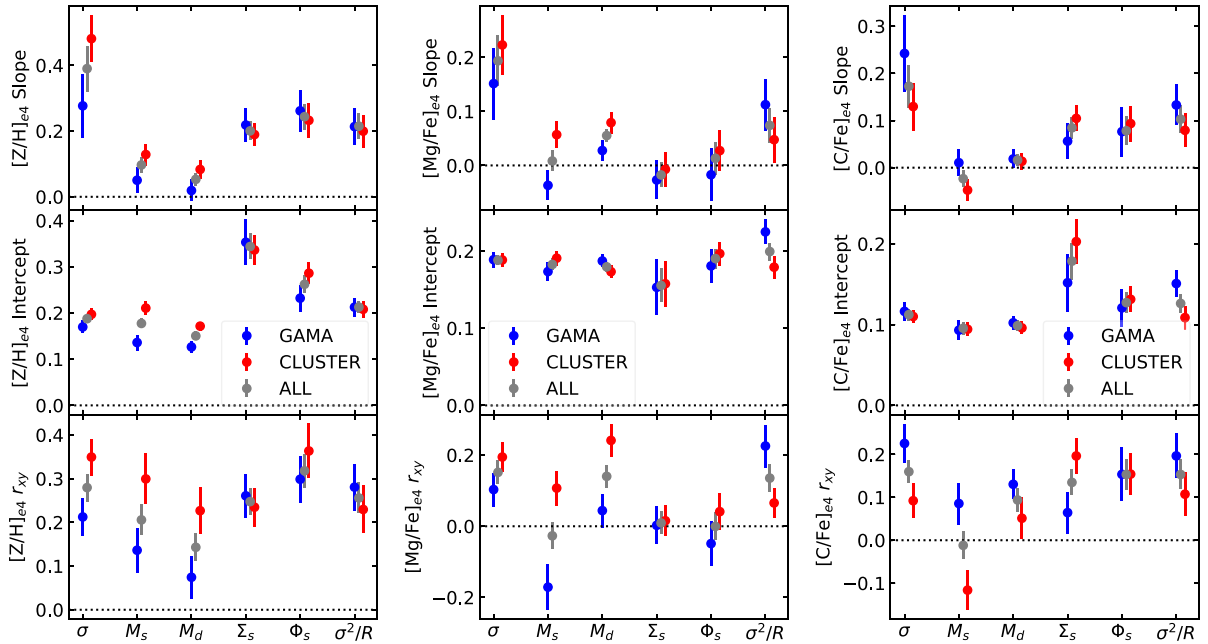 [Z/H]e4 Slope
0.4
0.2
0.0
[Mg/Fe]e4 Slope
0.2
0.1
0.0
[C/Fe]e4 Slope
0.3
0.2
0.1
0.0
[Z/H]e4 Intercept
0.4
0.3
0.2
0.1
0.0
GAMA
CLUSTER
ALL
[Mg/Fe]e4 Intercept
0.2
0.1
0.0
GAMA
CLUSTER
ALL
[C/Fe]e4 Intercept
0.2
0.1
0.0
GAMA
CLUSTER
ALL
[Z/H]e4 rxy
0.4
0.3
0.2
0.1
0.0
[Mg/Fe]e4 rxy
0.2
0.0
−0.2
[C/Fe]e4 rxy
0.2
0.1
0.0
−0.1
σ Ms Md Σs Φs σ²/R
σ Ms Md Σs Φs σ²/R
σ Ms Md Σs Φs σ²/R